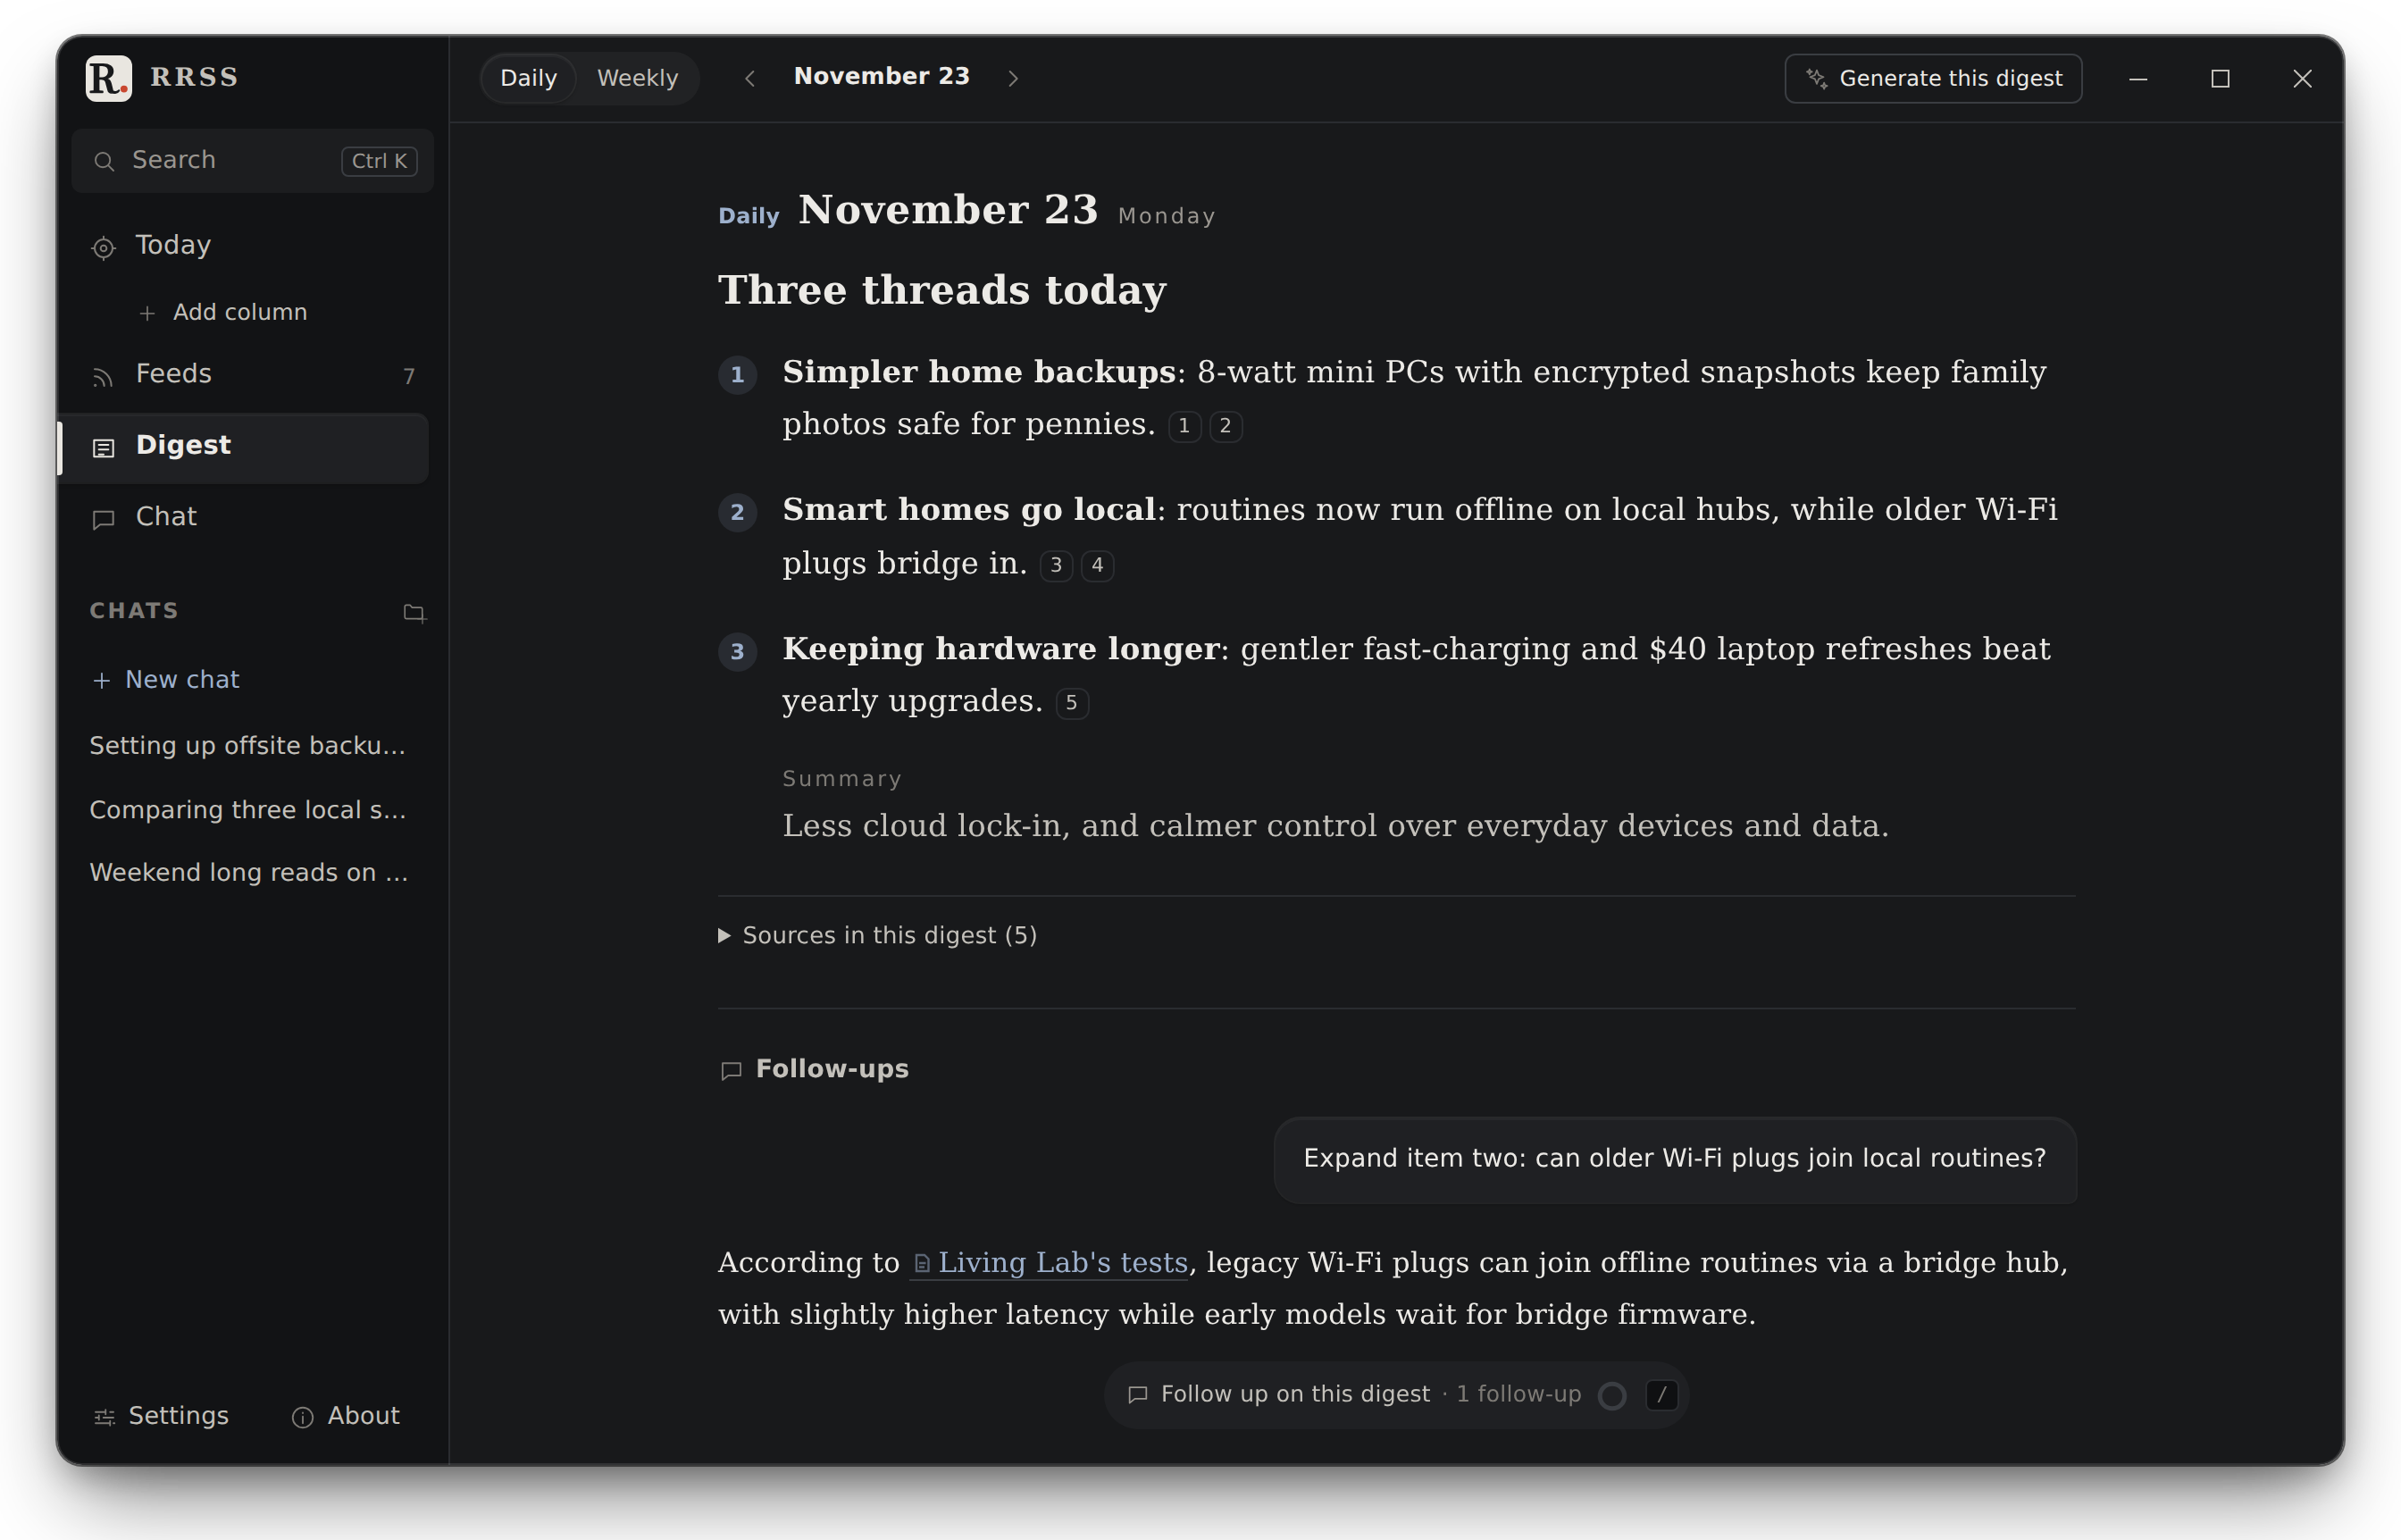 R. RRSS
Search Ctrl K
Today
Add column
Feeds 7
Digest
Chat
CHATS
New chat
Setting up offsite backu…
Comparing three local s…
Weekend long reads on …
Settings About
Daily Weekly November 23 Generate this digest
Daily November 23 Monday
Three threads today
1 Simpler home backups: 8-watt mini PCs with encrypted snapshots keep family
photos safe for pennies. 1 2
2 Smart homes go local: routines now run offline on local hubs, while older Wi-Fi
plugs bridge in. 3 4
3 Keeping hardware longer: gentler fast-charging and $40 laptop refreshes beat
yearly upgrades. 5
Summary
Less cloud lock-in, and calmer control over everyday devices and data.
Sources in this digest (5)
Follow-ups
Expand item two: can older Wi-Fi plugs join local routines?
According to Living Lab's tests, legacy Wi-Fi plugs can join offline routines via a bridge hub,
with slightly higher latency while early models wait for bridge firmware.
Follow up on this digest · 1 follow-up /